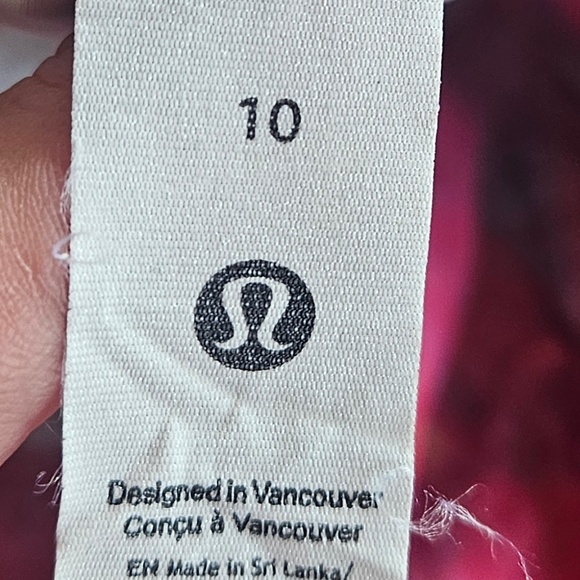 10
Designed in Vancouver
Conçu à Vancouver
EN Made in Sri Lanka/